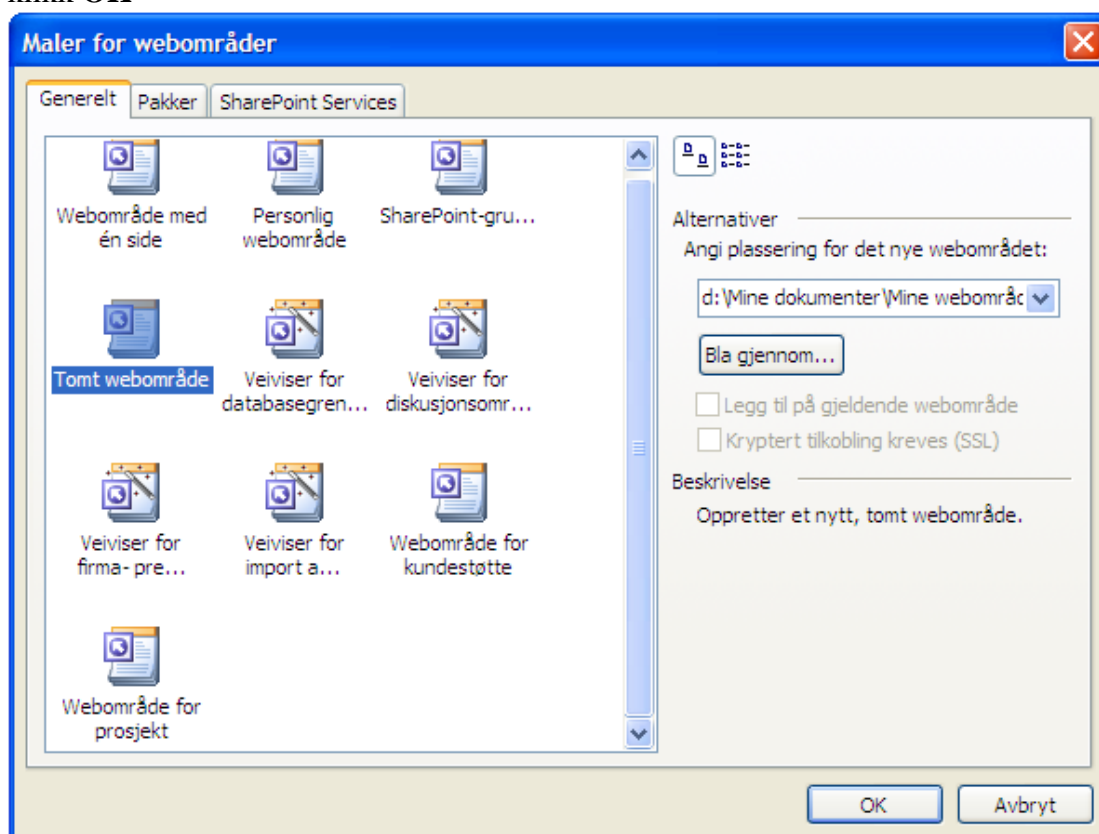 klikk OK
Maler for webområder
Generelt Pakker SharePoint Services
Webområde med
én side
Personlig
webområde
SharePoint-gru...
Tomt webområde
Veiviser for
databasegren...
Veiviser for
diskusjonsomr...
Veiviser for
firma- pre...
Veiviser for
import a...
Webområde for
kundestøtte
Webområde for
prosjekt
Alternativer
Angi plassering for det nye webområdet:
d:\Mine dokumenter\Mine webområc
Bla gjennom...
Legg til på gjeldende webområde
Kryptert tilkobling kreves (SSL)
Beskrivelse
Oppretter et nytt, tomt webområde.
OK Avbryt